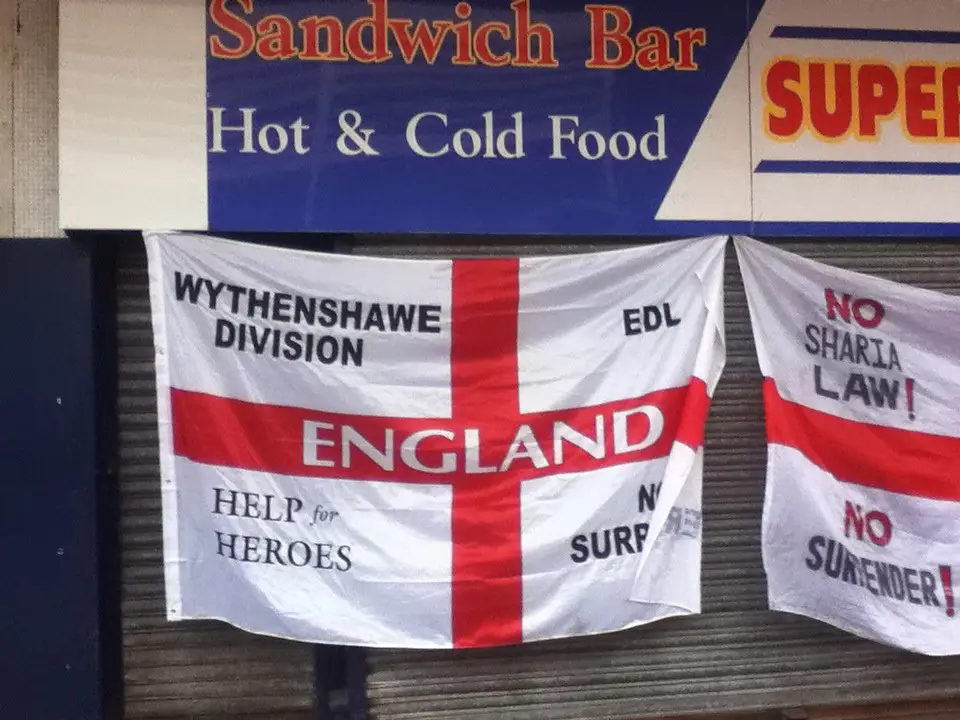 Sandwich Bar
Hot & Cold Food
SUPER
WYTHENSHAWE
DIVISION
EDL
ENGLAND
HELP for
HEROES
NO
SHARIA
LAW!
NO
SURRENDER!